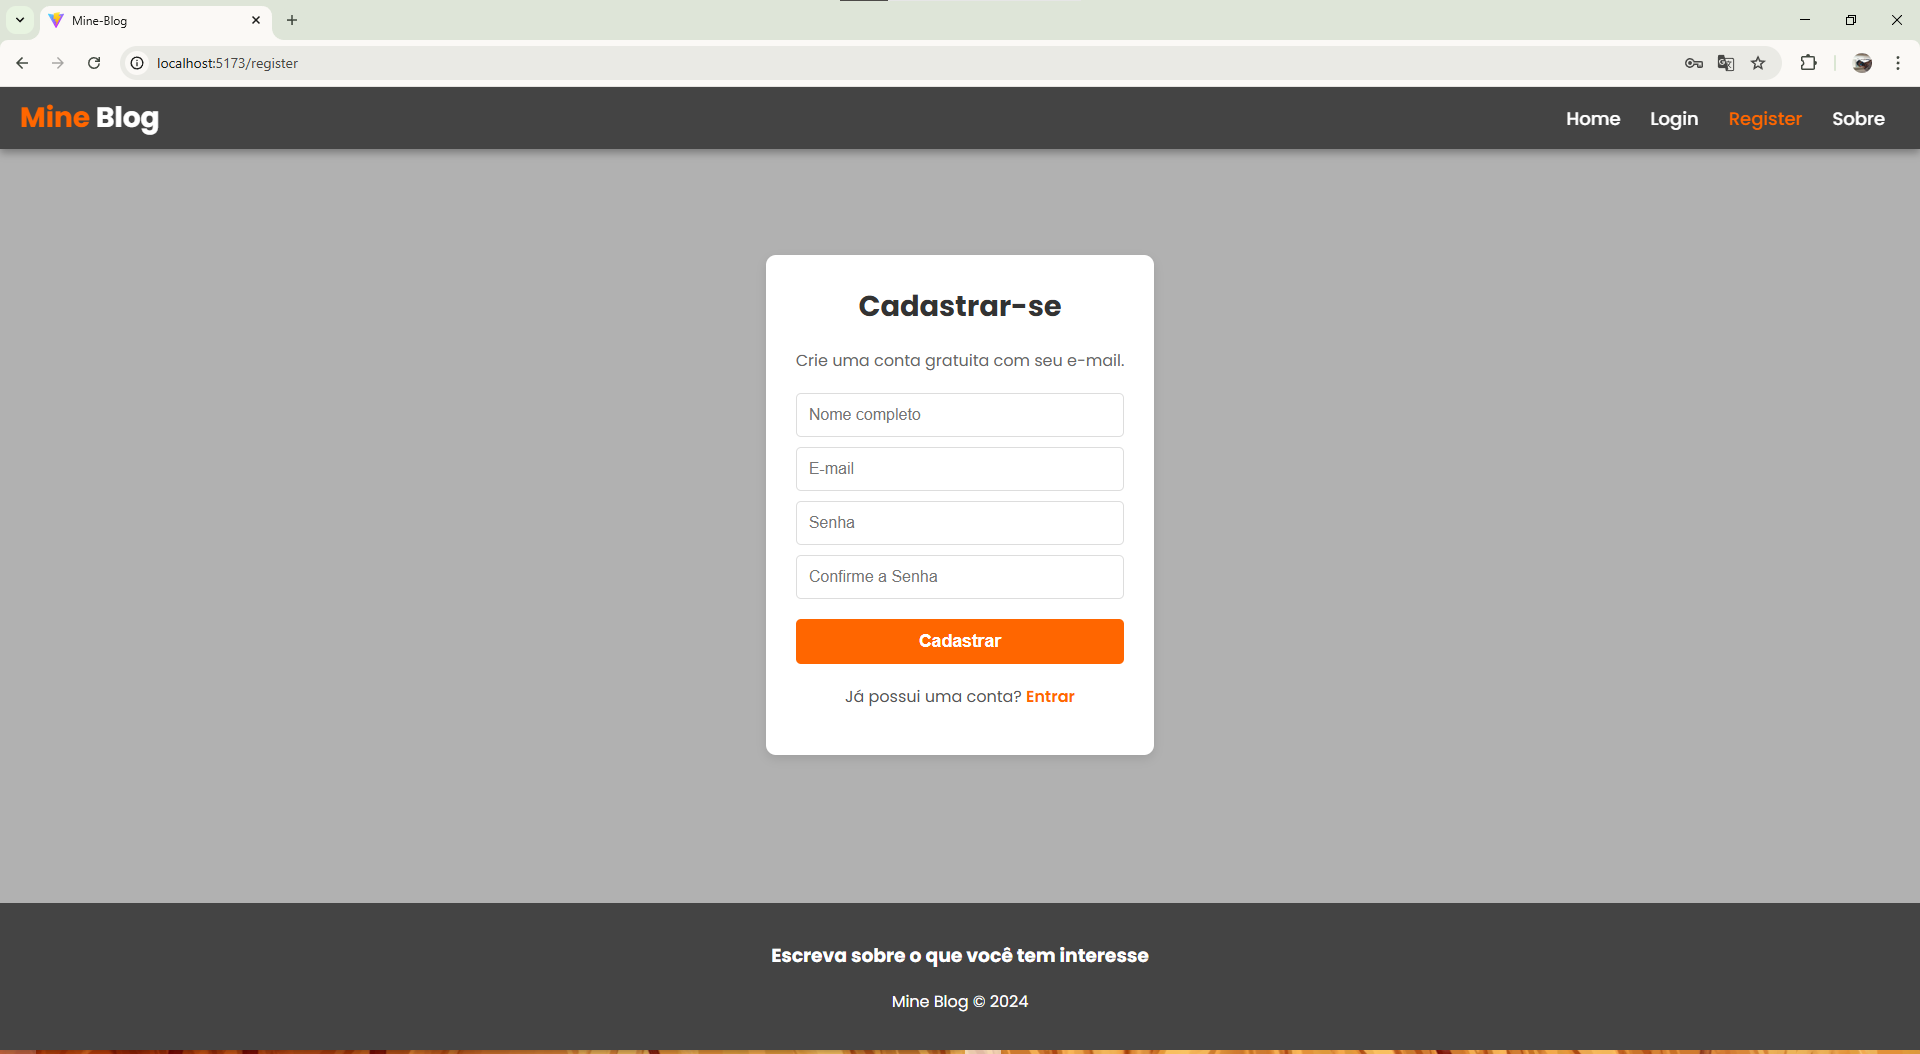 Mine-Blog
localhost:5173/register
Mine Blog
Home Login Register Sobre
Cadastrar-se
Crie uma conta gratuita com seu e-mail.
Nome completo
E-mail
Senha
Confirme a Senha
Cadastrar
Já possui uma conta? Entrar
Escreva sobre o que você tem interesse
Mine Blog © 2024